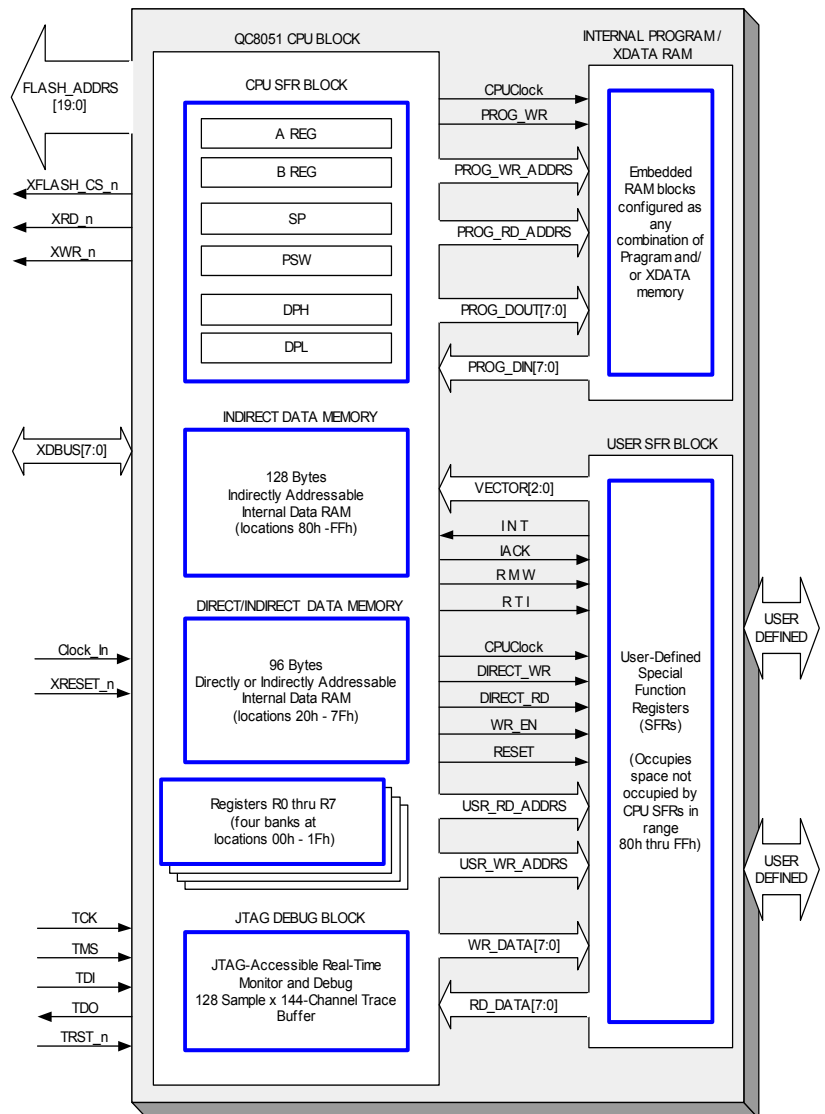 QC8051 CPU BLOCK
INTERNAL PROGRAM /
XDATA RAM
FLASH_ADDRS
[19:0]
XFLASH_CS_n
XRD_n
XWR_n
XDBUS[7:0]
Clock_In
XRESET_n
TCK
TMS
TDI
TDO
TRST_n
CPU SFR BLOCK
A REG
B REG
SP
PSW
DPH
DPL
INDIRECT DATA MEMORY
128 Bytes
Indirectly Addressable
Internal Data RAM
(locations 80h -FFh)
DIRECT/INDIRECT DATA MEMORY
96 Bytes
Directly or Indirectly Addressable
Internal Data RAM
(locations 20h - 7Fh)
Registers R0 thru R7
(four banks at
locations 00h - 1Fh)
JTAG DEBUG BLOCK
JTAG-Accessible Real-Time
Monitor and Debug
128 Sample x 144-Channel Trace
Buffer
CPUClock
PROG_WR
PROG_WR_ADDRS
PROG_RD_ADDRS
PROG_DOUT[7:0]
PROG_DIN[7:0]
VECTOR[2:0]
I N T
IACK
R M W
R T I
CPUClock
DIRECT_WR
DIRECT_RD
WR_EN
RESET
USR_RD_ADDRS
USR_WR_ADDRS
WR_DATA[7:0]
RD_DATA[7:0]
Embedded
RAM blocks
configured as
any
combination of
Pragram and/
or XDATA
memory
USER SFR BLOCK
User-Defined
Special
Function
Registers
(SFRs)
(Occupies
space not
occupied by
CPU SFRs in
range
80h thru FFh)
USER
DEFINED
USER
DEFINED